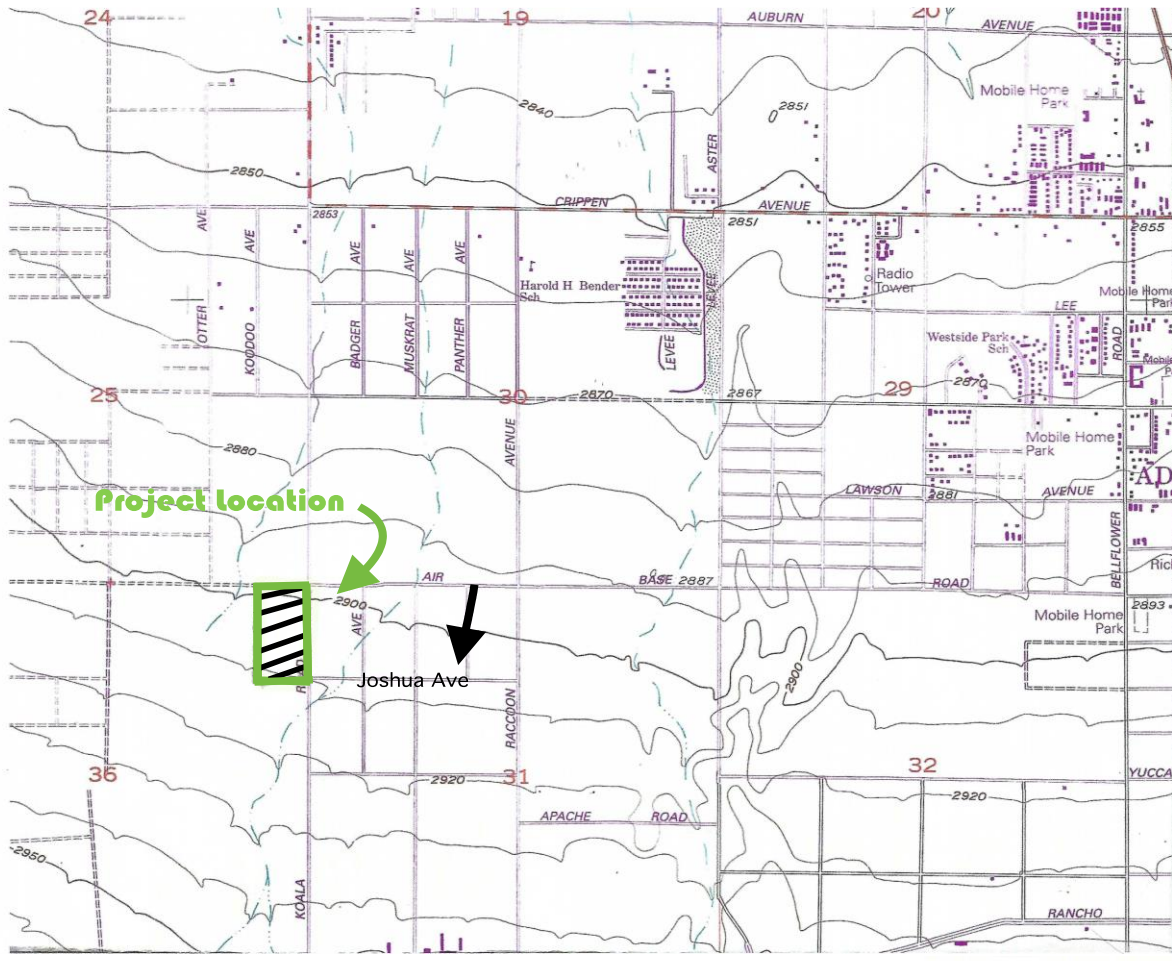 24
19
20
AUBURN
AVENUE
Mobile Home
Park
2840
2851
ASTER
2850
CRIPPEN
AVENUE
2853
2851
2855
AVE
AVE
AVE
AVE
AVE
Harold H Bender
Sch
LEVEE
Radio
Tower
Mobile Home
LEE
OTTER
KOODOO
BADGER
MUSKRAT
PANTHER
LEVEE
Westside Park
Sch
ROAD
25
30
2870
2867
29
2870
2880
AVENUE
Mobile Home
Park
AD
Project Location
LAWSON
2881
AVENUE
BELLFLOWER
AIR
BASE
2887
ROAD
2900
AVE
Mobile Home
Park
2893
2900
Joshua Ave
RACCOON
36
2920
31
32
YUCCA
2920
APACHE
ROAD
2950
KOALA
RANCHO